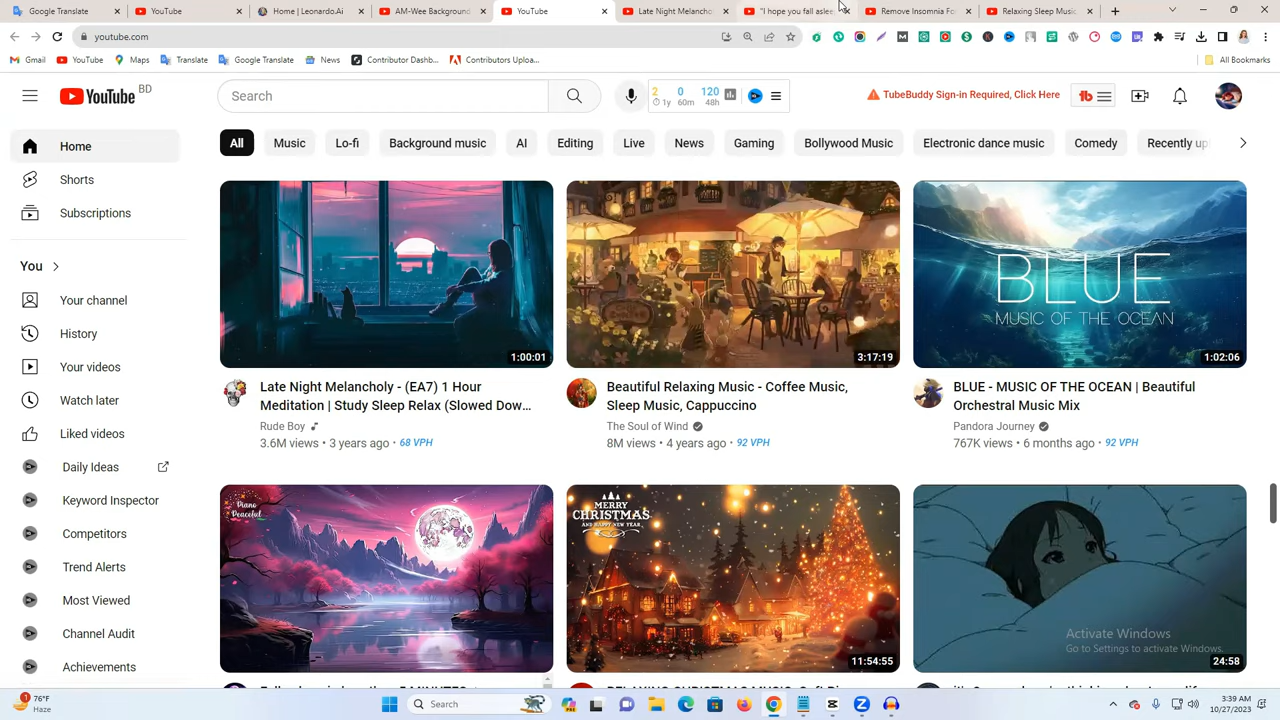 Google Translate
YouTube
Home | Leonardo.Ai
AM-Wee Background
YouTube
Late Night Melancho
"I hope you fall aslee
Remove Insomnia Fo
Relaxing Sleep Music
youtube.com
Gmail
YouTube
Maps
Translate
Google Translate
News
Contributor Dashb...
Contributors Uploa...
All Bookmarks
YouTube BD
Search
2 0 120
1y 60m 48h
TubeBuddy Sign-in Required, Click Here
All
Music
Lo-fi
Background music
AI
Editing
Live
News
Gaming
Bollywood Music
Electronic dance music
Comedy
Recently up
Home
Shorts
Subscriptions
You
Your channel
History
Your videos
Watch later
Liked videos
Daily Ideas
Keyword Inspector
Competitors
Trend Alerts
Most Viewed
Channel Audit
Achievements
1:00:01
Late Night Melancholy - (EA7) 1 Hour
Meditation | Study Sleep Relax (Slowed Dow...
Rude Boy
3.6M views • 3 years ago • 68 VPH
3:17:19
Beautiful Relaxing Music - Coffee Music,
Sleep Music, Cappuccino
The Soul of Wind
8M views • 4 years ago • 92 VPH
BLUE
MUSIC OF THE OCEAN
1:02:06
BLUE - MUSIC OF THE OCEAN | Beautiful
Orchestral Music Mix
Pandora Journey
767K views • 6 months ago • 92 VPH
Piano
Peaceful
MERRY
CHRISTMAS
AND HAPPY NEW YEAR
11:54:55
24:58
Activate Windows
Go to Settings to activate Windows.
1
76°F
Haze
Search
3:39 AM
10/27/2023